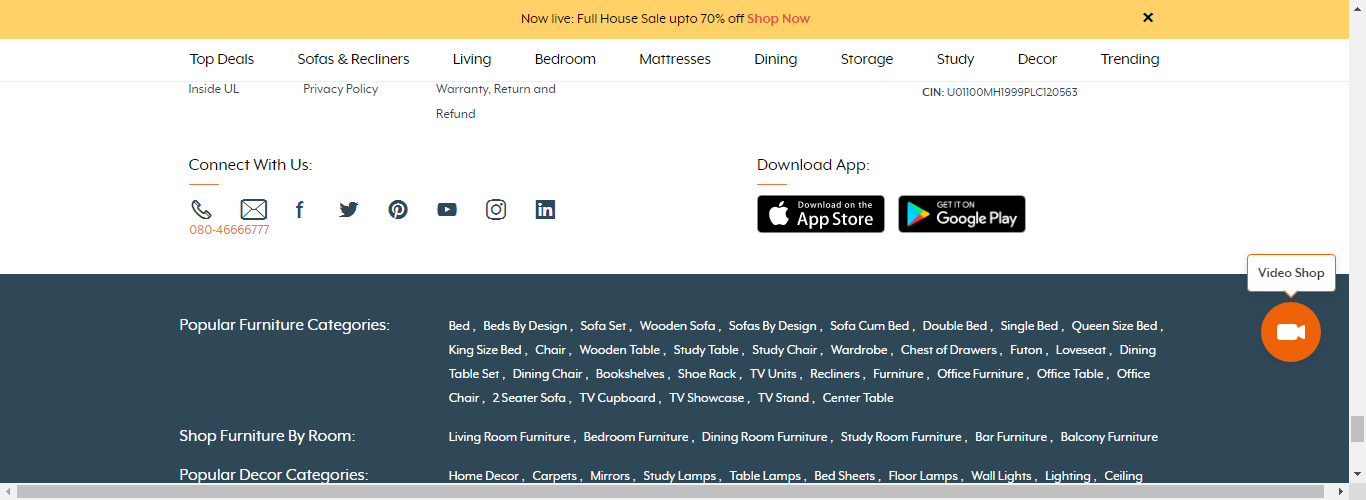 Now live: Full House Sale upto 70% off Shop Now ✕
Top Deals Sofas & Recliners Living Bedroom Mattresses Dining Storage Study Decor Trending
Inside UL Privacy Policy Warranty, Return and
Refund
CIN: U01100MH1999PLC120563
Connect With Us:
080-46666777
Download App:
Download on the
App Store
GET IT ON
Google Play
Video Shop
Popular Furniture Categories:
Bed , Beds By Design , Sofa Set , Wooden Sofa , Sofas By Design , Sofa Cum Bed , Double Bed , Single Bed , Queen Size Bed ,
King Size Bed , Chair , Wooden Table , Study Table , Study Chair , Wardrobe , Chest of Drawers , Futon , Loveseat , Dining
Table Set , Dining Chair , Bookshelves , Shoe Rack , TV Units , Recliners , Furniture , Office Furniture , Office Table , Office
Chair , 2 Seater Sofa , TV Cupboard , TV Showcase , TV Stand , Center Table
Shop Furniture By Room:
Living Room Furniture , Bedroom Furniture , Dining Room Furniture , Study Room Furniture , Bar Furniture , Balcony Furniture
Popular Decor Categories:
Home Decor , Carpets , Mirrors , Study Lamps , Table Lamps , Bed Sheets , Floor Lamps , Wall Lights , Lighting , Ceiling